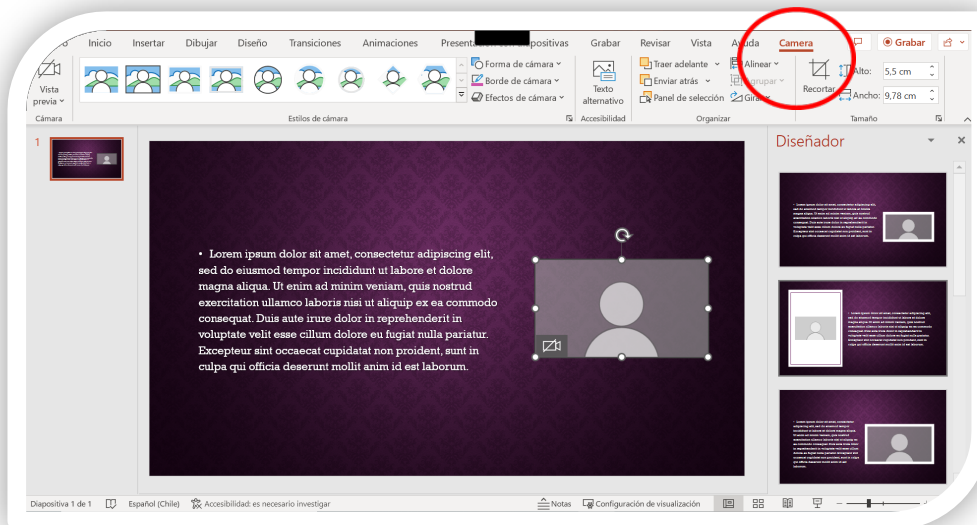 Inicio Insertar Dibujar Diseño Transiciones Animaciones Grabar Revisar Vista Ayuda Camera Grabar
Vista previa
Forma de cámara
Borde de cámara
Efectos de cámara
Texto alternativo
Traer adelante
Enviar atrás
Panel de selección
Alinear
Agrupar
Girar
Recortar
Alto: 5,5 cm
Ancho: 9,78 cm
Cámara Estilos de cámara Accesibilidad Organizar Tamaño
1
Diseñador
• Lorem ipsum dolor sit amet, consectetur adipiscing elit,
sed do eiusmod tempor incididunt ut labore et dolore
magna aliqua. Ut enim ad minim veniam, quis nostrud
exercitation ullamco laboris nisi ut aliquip ex ea commodo
consequat. Duis aute irure dolor in reprehenderit in
voluptate velit esse cillum dolore eu fugiat nulla pariatur.
Excepteur sint occaecat cupidatat non proident, sunt in
culpa qui officia deserunt mollit anim id est laborum.
Diapositiva 1 de 1 Español (Chile) Accesibilidad: es necesario investigar Notas Configuración de visualización